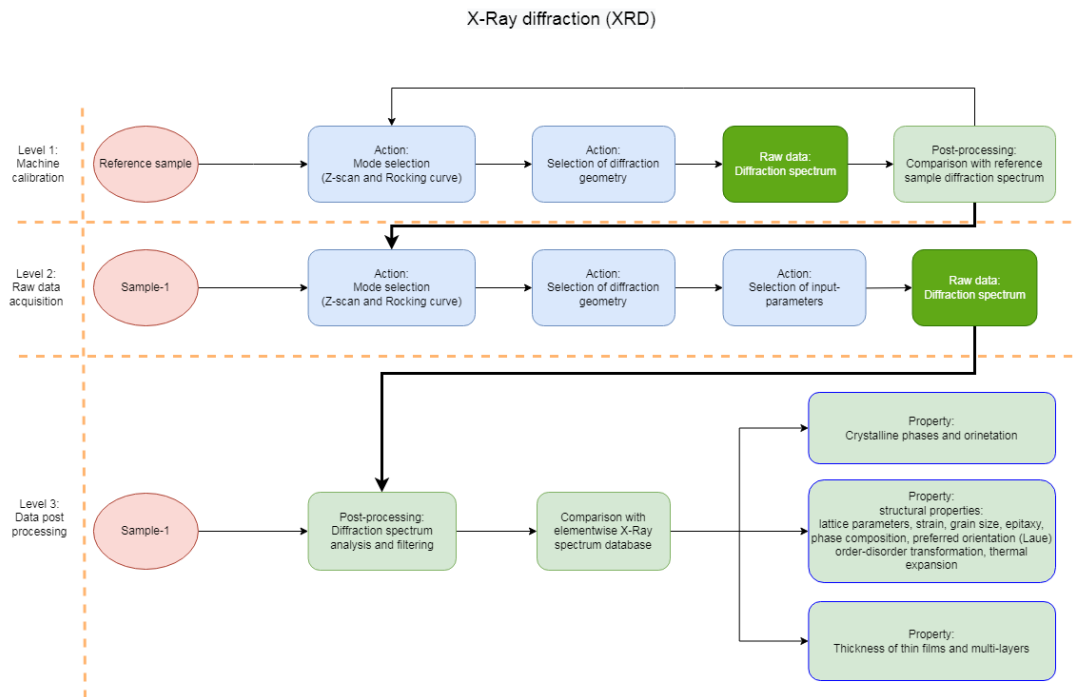 X-Ray diffraction (XRD)
Level 1:
Machine
calibration
Reference sample
Action:
Mode selection
(Z-scan and Rocking curve)
Action:
Selection of diffraction
geometry
Raw data:
Diffraction spectrum
Post-processing:
Comparison with reference
sample diffraction spectrum
Level 2:
Raw data
acquisition
Sample-1
Action:
Mode selection
(Z-scan and Rocking curve)
Action:
Selection of diffraction
geometry
Action:
Selection of input-
parameters
Raw data:
Diffraction spectrum
Level 3:
Data post
processing
Sample-1
Post-processing:
Diffraction spectrum
analysis and filtering
Comparison with
elementwise X-Ray
spectrum database
Property:
Crystalline phases and orinetation
Property:
structural properties:
lattice parameters, strain, grain size, epitaxy,
phase composition, preferred orientation (Laue)
order-disorder transformation, thermal
expansion
Property:
Thickness of thin films and multi-layers